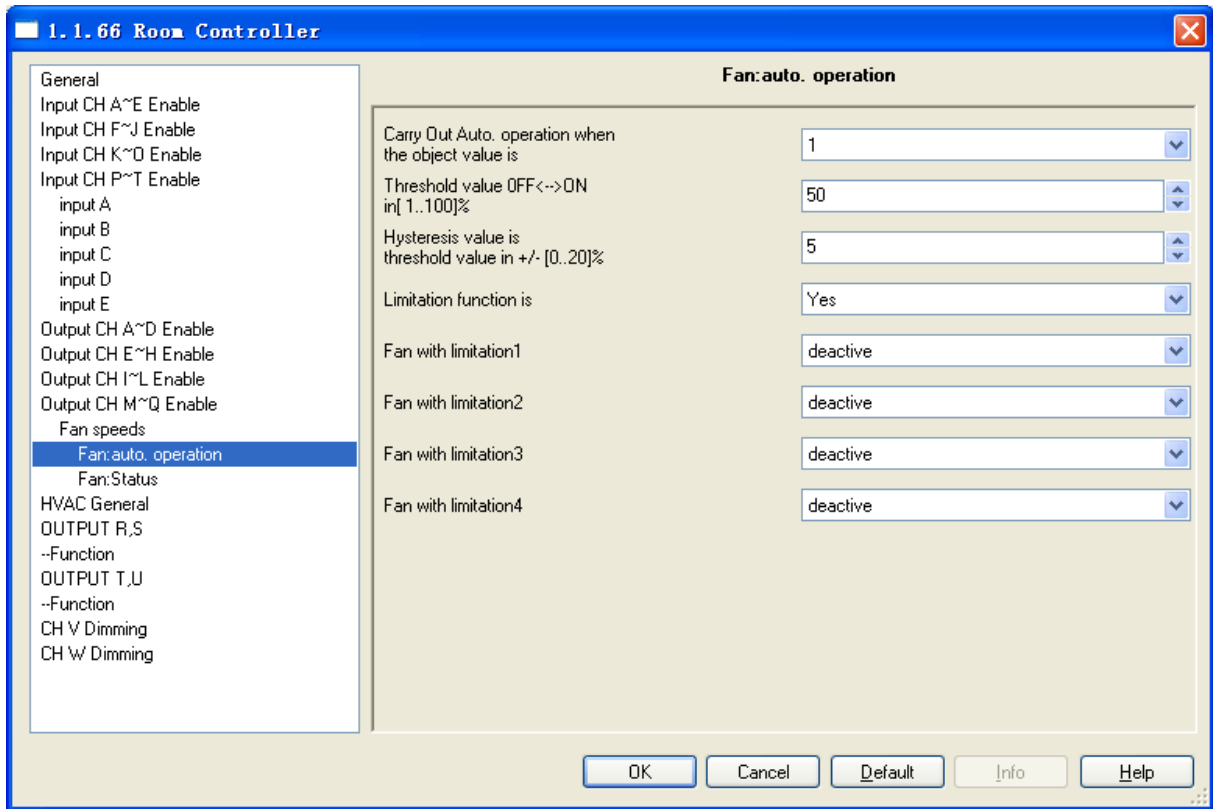 1.1.66 Room Controller
General
Input CH A~E Enable
Input CH F~J Enable
Input CH K~O Enable
Input CH P~T Enable
input A
input B
input C
input D
input E
Output CH A~D Enable
Output CH E~H Enable
Output CH I~L Enable
Output CH M~Q Enable
Fan speeds
Fan:auto. operation
Fan:Status
HVAC General
OUTPUT R,S
--Function
OUTPUT T,U
--Function
CH V Dimming
CH W Dimming
Fan:auto. operation
Carry Out Auto. operation when
the object value is
1
Threshold value 0FF<-->ON
in[ 1..100]%
50
Hysteresis value is
threshold value in +/- [0..20]%
5
Limitation function is
Yes
Fan with limitation1
deactive
Fan with limitation2
deactive
Fan with limitation3
deactive
Fan with limitation4
deactive
OK
Cancel
Default
Info
Help